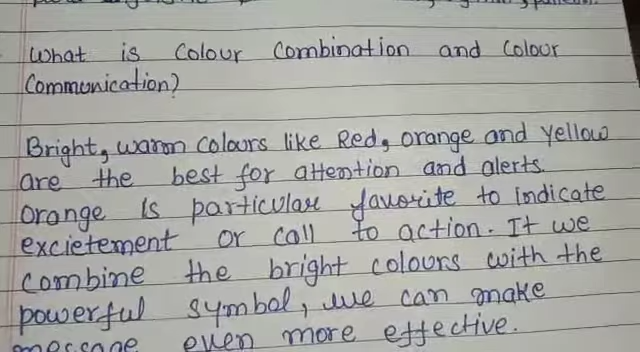 What is Colour Combination and Colour
Communication?
Bright, warm colours like Red, orange and yellow
are the best for attention and alerts.
Orange is particular favorite to indicate
excietement or call to action. It we
combine the bright colours with the
powerful symbol, we can make
message even more effective.